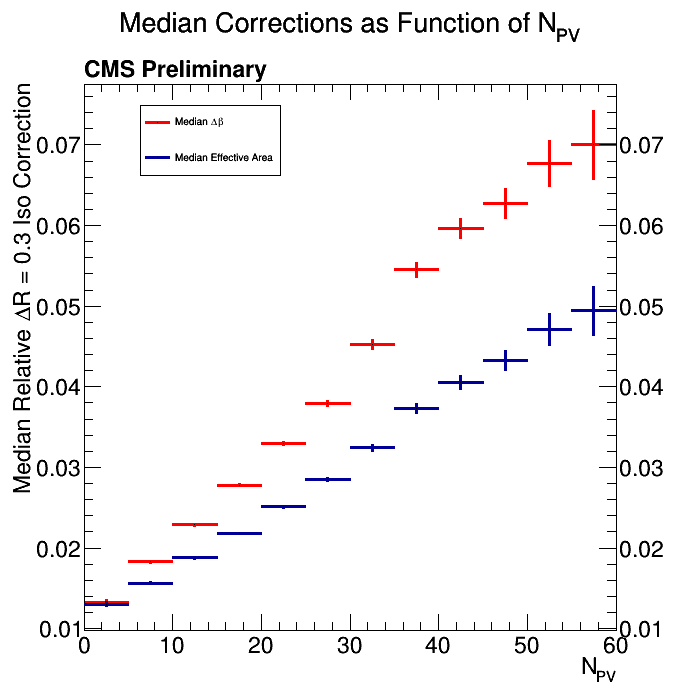 Median Corrections as Function of N_PV
CMS Preliminary
Median Relative ΔR = 0.3 Iso Correction
Median Δβ
Median Effective Area
0.07 0.07
0.06 0.06
0.05 0.05
0.04 0.04
0.03 0.03
0.02 0.02
0.01 0.01
0 10 20 30 40 50 60
N_PV